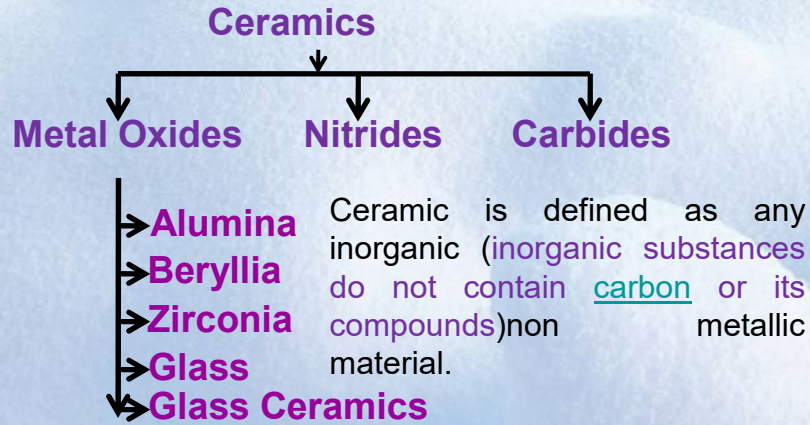 Ceramics
Metal Oxides Nitrides Carbides
Alumina
Beryllia
Zirconia
Glass
Glass Ceramics
Ceramic is defined as any
inorganic (inorganic substances
do not contain carbon or its
compounds)non metallic
material.